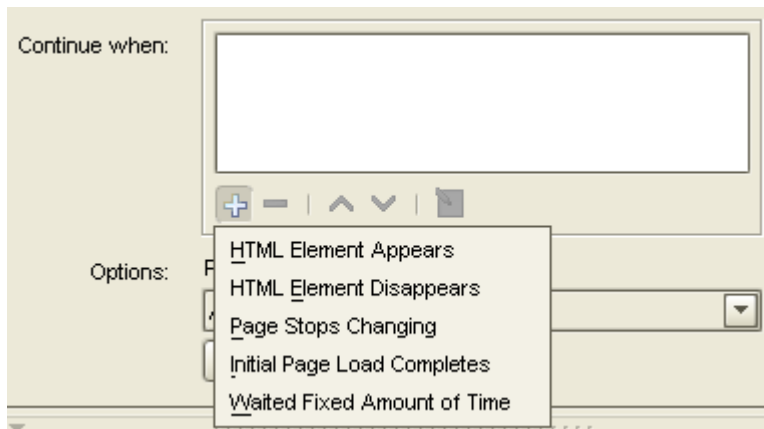 Continue when:
HTML Element Appears
Options:
HTML Element Disappears
Page Stops Changing
Initial Page Load Completes
Waited Fixed Amount of Time